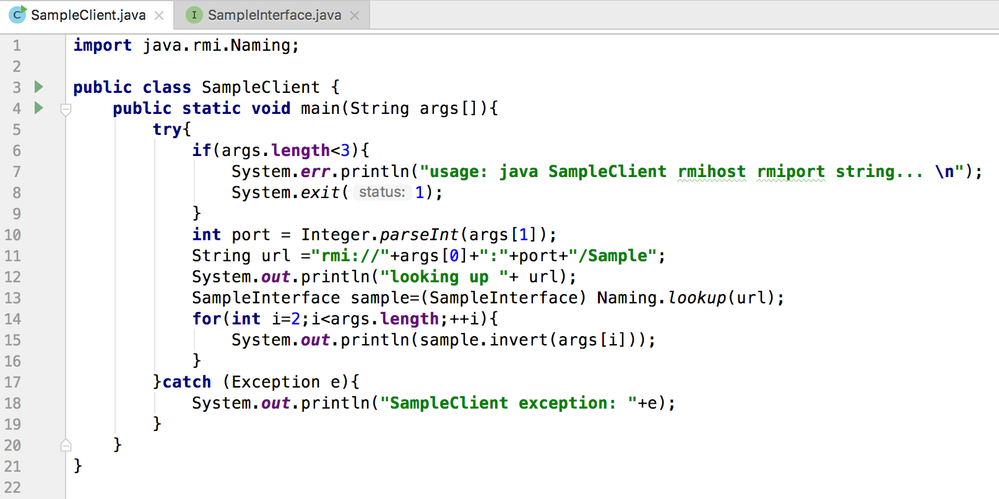 C SampleClient.java × I SampleInterface.java ×
1 import java.rmi.Naming;
2
3 public class SampleClient {
4     public static void main(String args[]){
5         try{
6             if(args.length<3){
7                 System.err.println("usage: java SampleClient rmihost rmiport string... \n");
8                 System.exit( status: 1);
9             }
10             int port = Integer.parseInt(args[1]);
11             String url ="rmi://"+args[0]+":"+port+"/Sample";
12             System.out.println("looking up "+ url);
13             SampleInterface sample=(SampleInterface) Naming.lookup(url);
14             for(int i=2;i<args.length;++i){
15                 System.out.println(sample.invert(args[i]));
16             }
17         }catch (Exception e){
18             System.out.println("SampleClient exception: "+e);
19         }
20     }
21 }
22